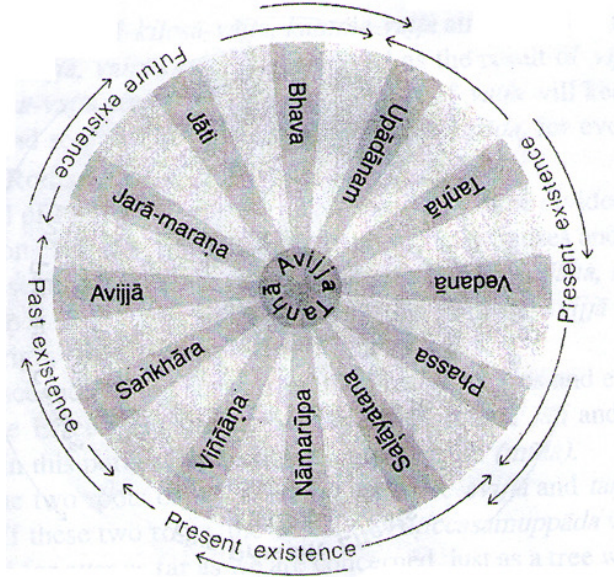 Future existence
Present existence
Past existence
Present existence
Bhava
Upādānam
Taṇhā
Vedanā
Phassa
Saḷāyatana
Nāmarūpa
Viññāṇa
Saṅkhāra
Avijjā
Jarā-maraṇa
Jāti
Avijja
Taṇhā